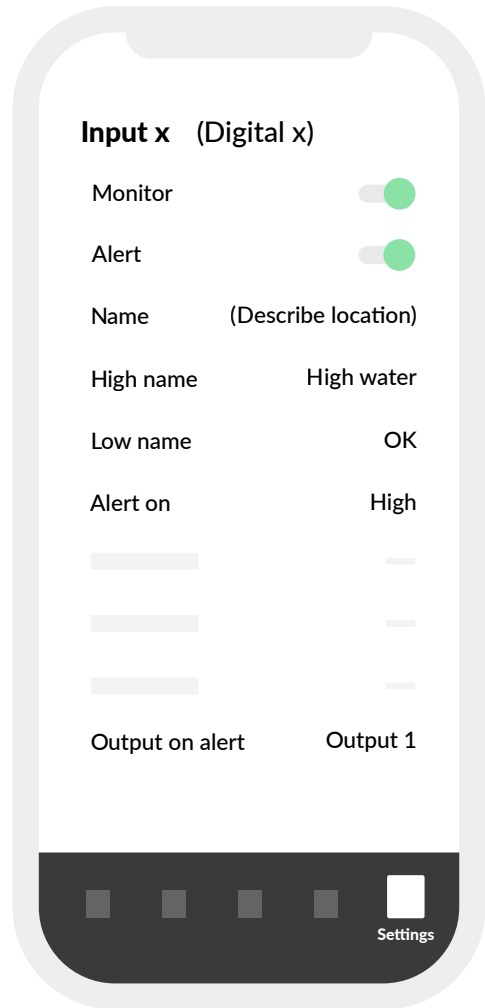 Input x (Digital x)
Monitor
Alert
Name (Describe location)
High name High water
Low name OK
Alert on High
Output on alert Output 1
Settings